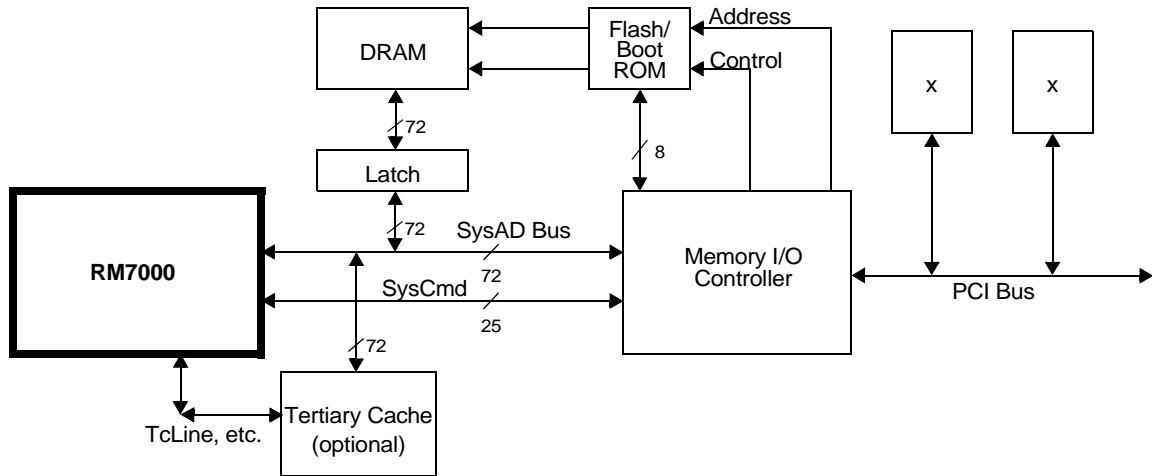 DRAM
Flash/
Boot
ROM
Address
Control
x
x
72
8
Latch
72
SysAD Bus
72
RM7000
Memory I/O
Controller
SysCmd
25
PCI Bus
72
TcLine, etc.
Tertiary Cache
(optional)